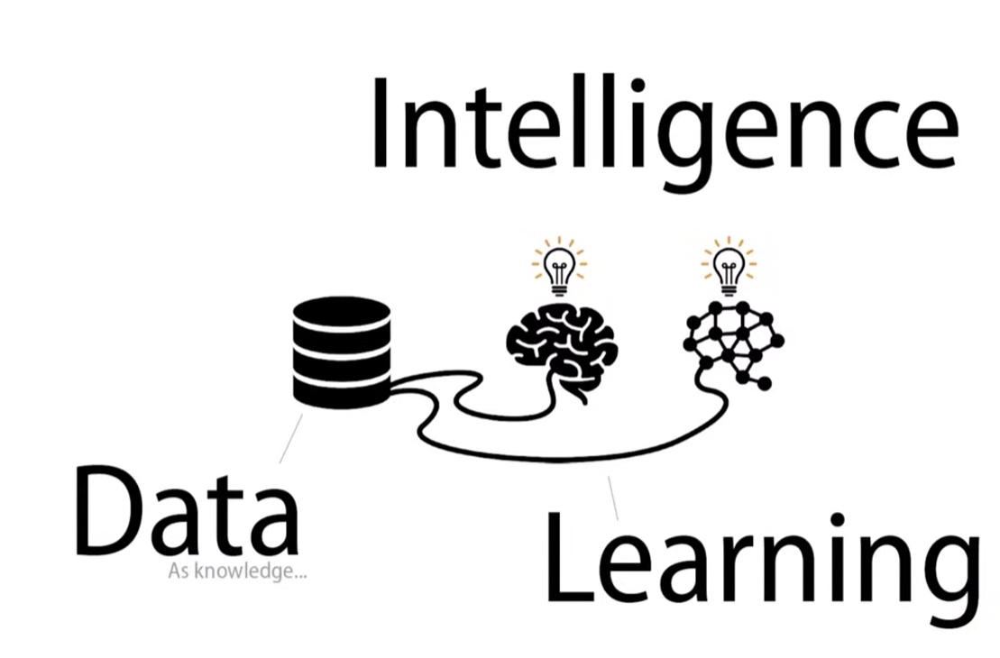 Intelligence
Data
As knowledge...
Learning